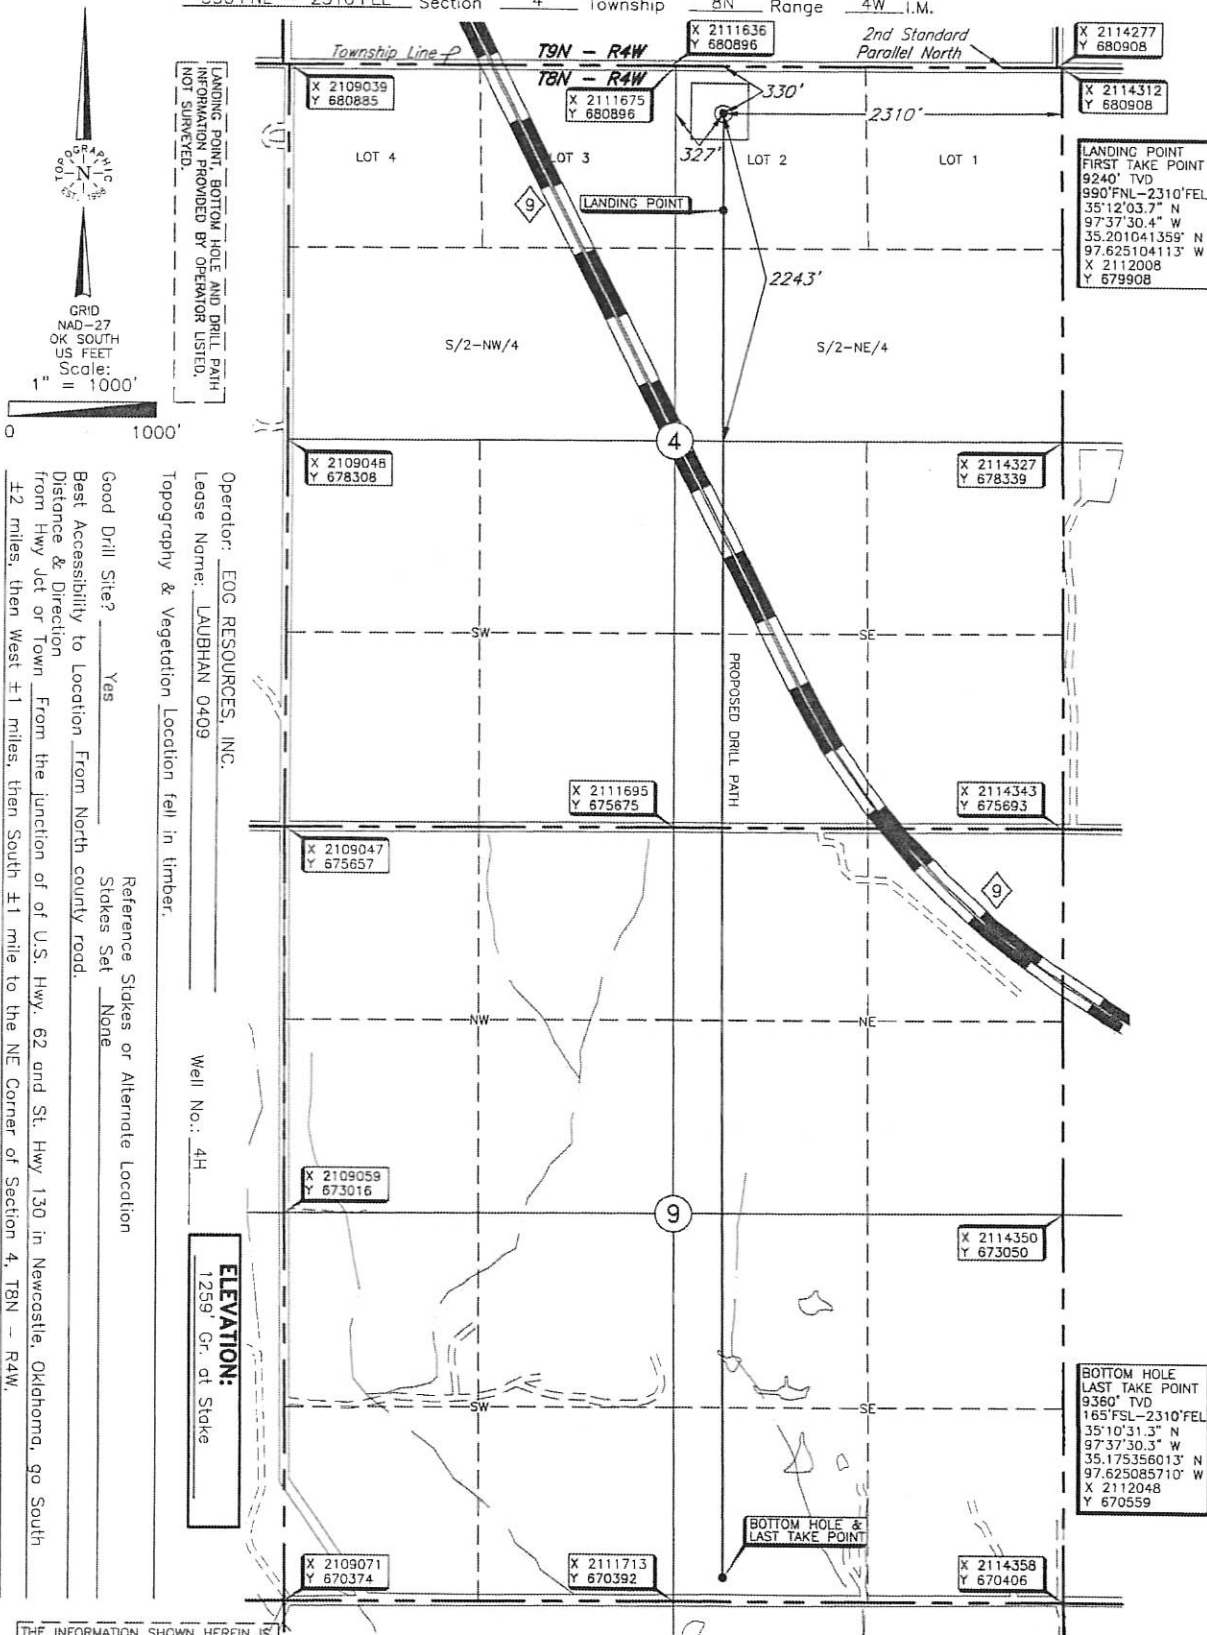 2310'FEL Section 4 Township 8N Range 4W I.M.
Township Line
T9N - R4W
T8N - R4W
2nd Standard
Parallel North
X 2111636
Y 680896
X 2114277
Y 680908
X 2109039
Y 680885
X 2111675
Y 680896
X 2114312
Y 680908
330'
2310'
327'
LOT 4
LOT 3
LOT 2
LOT 1
LANDING POINT
9
2243'
S/2-NW/4
S/2-NE/4
LANDING POINT
FIRST TAKE POINT
9240' TVD
990'FNL-2310'FEL
35°12'03.7" N
97°37'30.4" W
35.201041359° N
97.625104113° W
X 2112008
Y 679908
TOPOGRAPHIC
N
EST. 1958
GRID
NAD-27
OK SOUTH
US FEET
Scale:
1" = 1000'
0 1000'
LANDING POINT, BOTTOM HOLE AND DRILL PATH
INFORMATION PROVIDED BY OPERATOR LISTED,
NOT SURVEYED.
4
X 2109048
Y 678308
X 2114327
Y 678339
SW
SE
PROPOSED DRILL PATH
X 2111695
Y 675675
X 2114343
Y 675693
X 2109047
Y 675657
9
NW
NE
X 2109059
Y 673016
9
X 2114350
Y 673050
SW
SE
BOTTOM HOLE
LAST TAKE POINT
9360' TVD
165'FSL-2310'FEL
35°10'31.3" N
97°37'30.3" W
35.175356013° N
97.625085710° W
X 2112048
Y 670559
BOTTOM HOLE &
LAST TAKE POINT
X 2109071
Y 670374
X 2111713
Y 670392
X 2114358
Y 670406
Operator: EOG RESOURCES, INC.
Lease Name: LAUBHAN 0409 Well No.: 4H
ELEVATION:
1259' Gr. at Stake
Topography & Vegetation Location fell in timber.
Reference Stakes or Alternate Location
Good Drill Site? Yes Stakes Set None
Best Accessibility to Location From North county road.
Distance & Direction
from Hwy Jct or Town From the junction of of U.S. Hwy. 62 and St. Hwy 130 in Newcastle, Oklahoma, go South
±2 miles, then West ±1 miles, then South ±1 mile to the NE Corner of Section 4, T8N - R4W.
THE INFORMATION SHOWN HEREIN IS